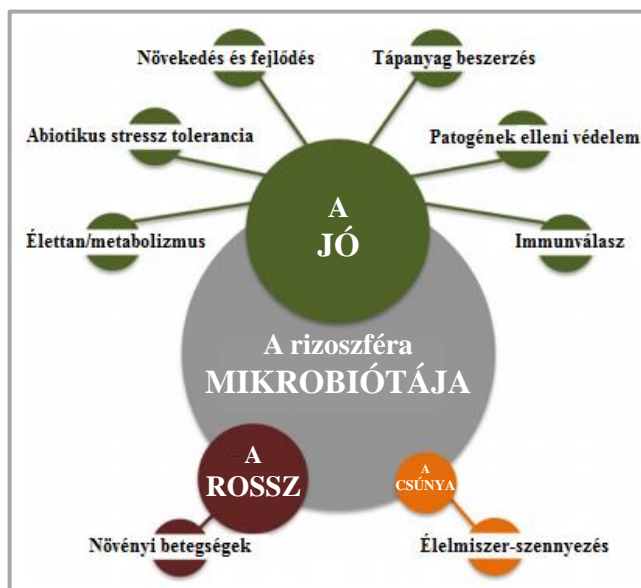 Növekedés és fejlődés
Tápanyag beszerzés
Abiotikus stressz tolerancia
Patogének elleni védelem
Élettan/metabolizmus
Immunválasz
A
JÓ
A rizoszféra
MIKROBIÓTÁJA
A
ROSSZ
A
CSÚNYA
Növényi betegségek
Élelmiszer-szennyezés